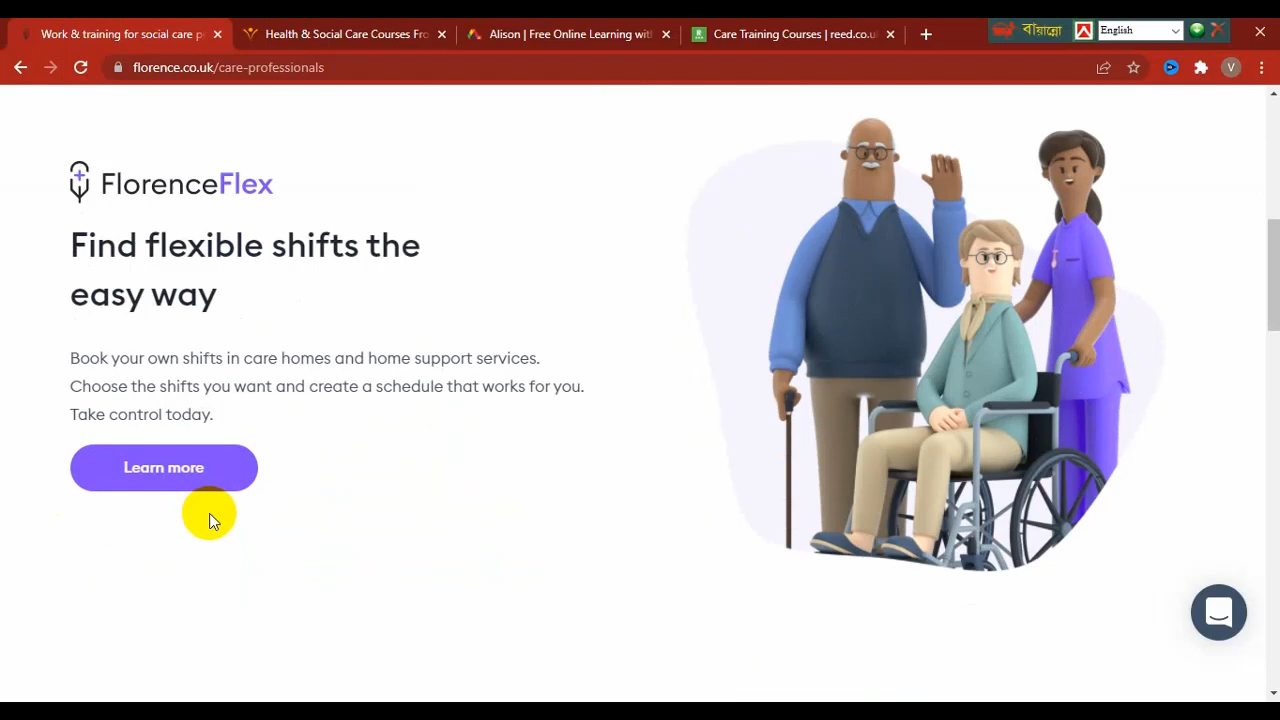 Work & training for social care p
Health & Social Care Courses Fro
Alison | Free Online Learning with
Care Training Courses | reed.co.uk
বায়ান্নো
English
florence.co.uk/care-professionals
V
FlorenceFlex
Find flexible shifts the
easy way
Book your own shifts in care homes and home support services.
Choose the shifts you want and create a schedule that works for you.
Take control today.
Learn more